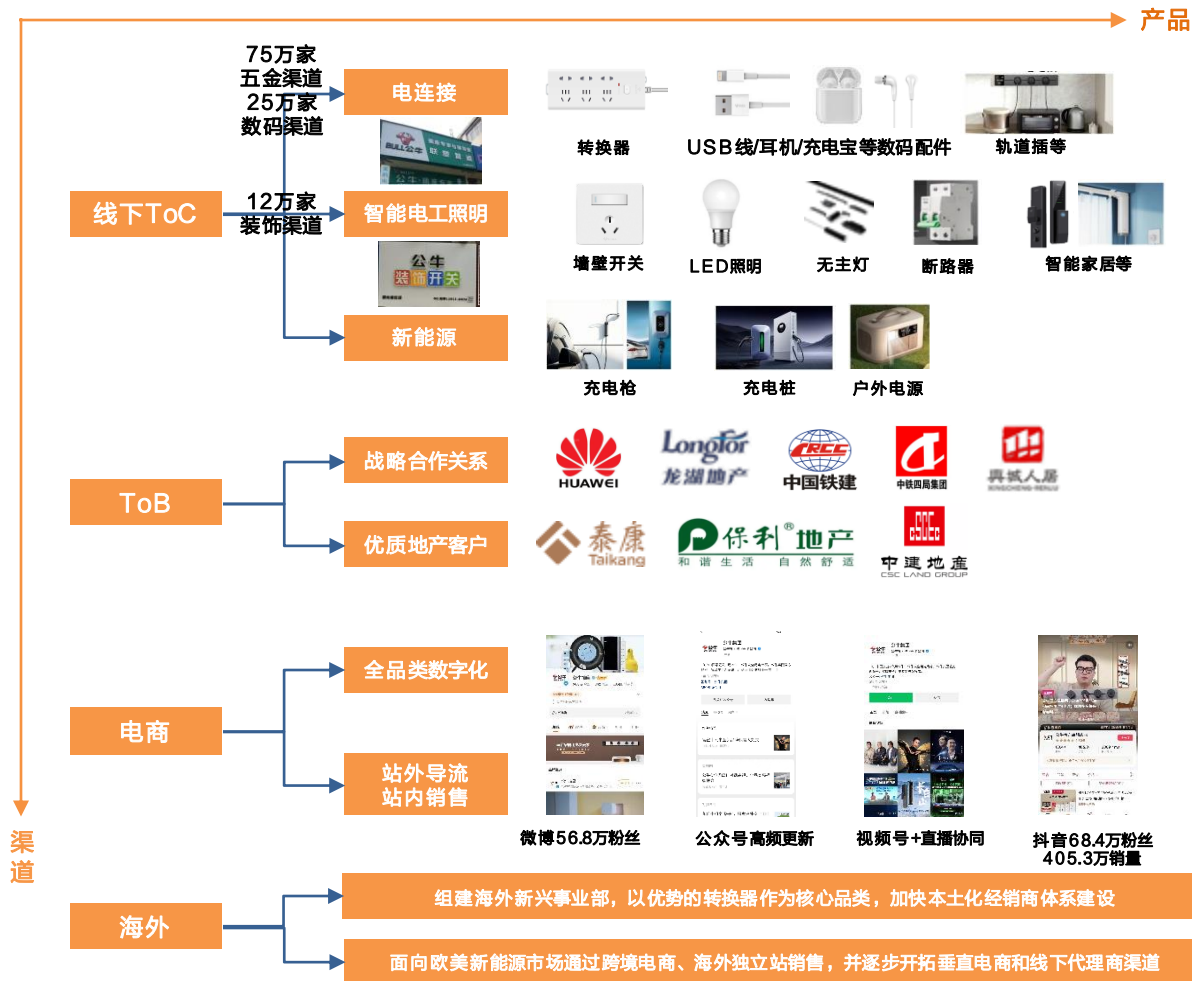 产品
75万家
五金渠道
25万家
数码渠道
电连接
转换器
USB线/耳机/充电宝等数码配件
轨道插等
BULL公牛
线下ToC
12万家
装饰渠道
智能电工照明
墙壁开关
LED照明
无主灯
断路器
智能家居等
公牛
装饰开关
新能源
充电枪
充电桩
户外电源
ToB
战略合作关系
HUAWEI
Longfor
龙湖地产
CRCC
中国铁建
中铁四局集团
興城人居
XINGCHENG-RENJU
优质地产客户
泰康
Taikang
保利®地产
和谐生活 自然舒适
CSCEC
中建地產
CSC LAND GROUP
电商
全品类数字化
站外导流
站内销售
微博56.8万粉丝
公众号高频更新
视频号+直播协同
抖音68.4万粉丝
405.3万销量
渠道
海外
组建海外新兴事业部，以优势的转换器作为核心品类，加快本土化经销商体系建设
面向欧美新能源市场通过跨境电商、海外独立站销售，并逐步开拓垂直电商和线下代理商渠道